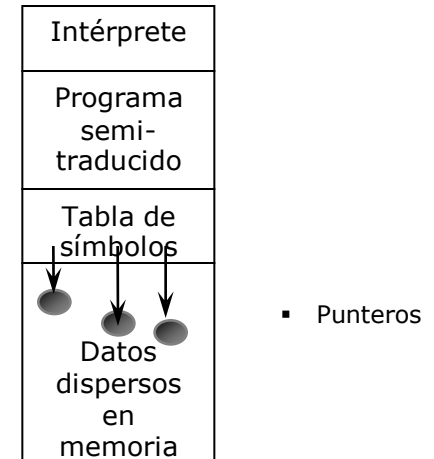 Intérprete
Programa
semi-
traducido
Tabla de
símbolos
▪ Punteros
Datos
dispersos
en
memoria